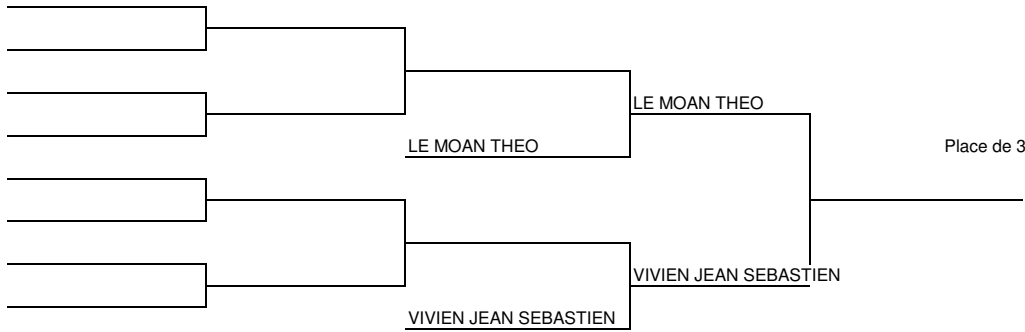 LE MOAN THEO
LE MOAN THEO
Place de 3
VIVIEN JEAN SEBASTIEN
VIVIEN JEAN SEBASTIEN